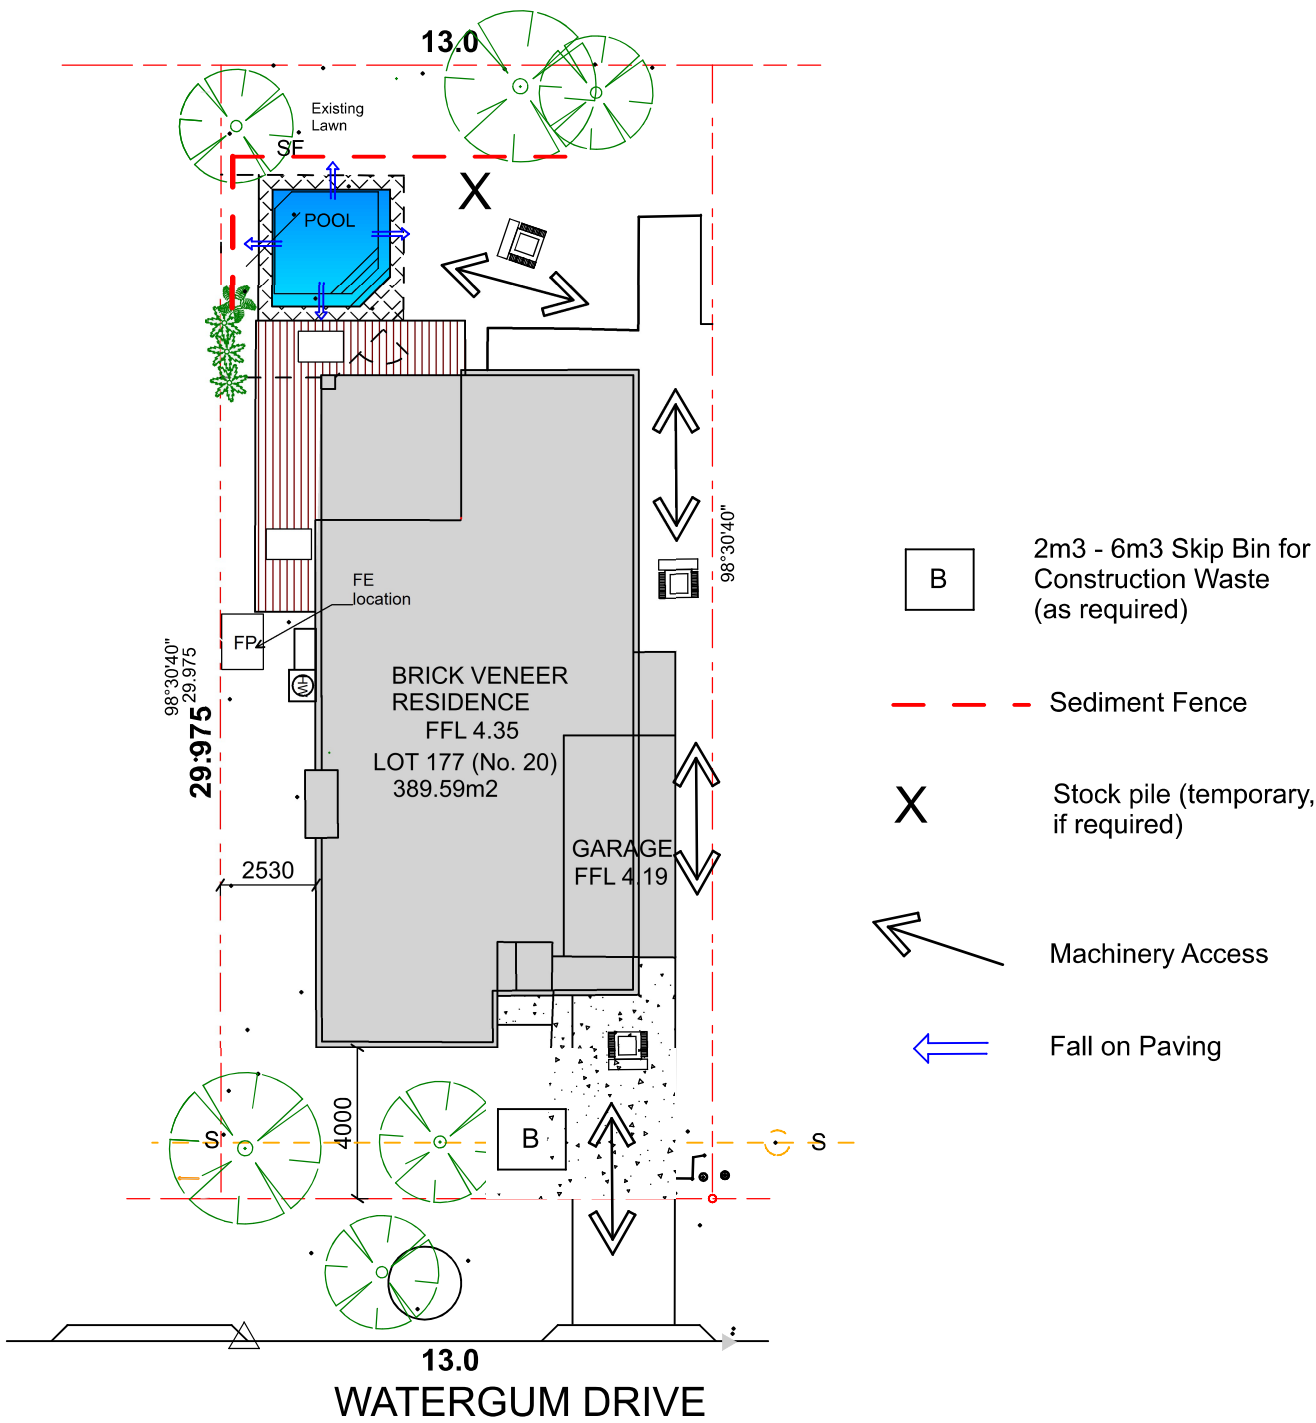 13.0
Existing
Lawn
SF
X
POOL
98°30'40"
FE
location
FP
HW
98°30'40"
29.975
29.975
BRICK VENEER
RESIDENCE
FFL 4.35
LOT 177 (No. 20)
389.59m2
GARAGE
FFL 4.19
2530
4000
S
B
S
13.0
WATERGUM DRIVE
B
2m3 - 6m3 Skip Bin for
Construction Waste
(as required)
Sediment Fence
X
Stock pile (temporary,
if required)
Machinery Access
Fall on Paving